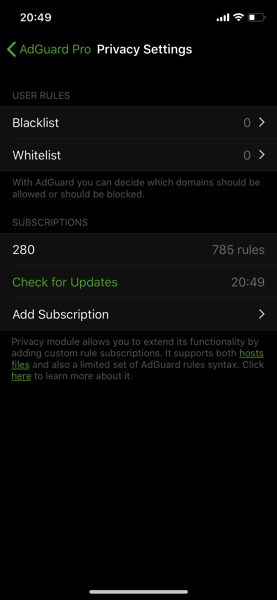 20:49
AdGuard Pro Privacy Settings
USER RULES
Blacklist 0
Whitelist 0
With AdGuard you can decide which domains should be
allowed or should be blocked.
SUBSCRIPTIONS
280 785 rules
Check for Updates 20:49
Add Subscription
Privacy module allows you to extend its functionality by
adding custom rule subscriptions. It supports both hosts
files and also a limited set of AdGuard rules syntax. Click
here to learn more about it.